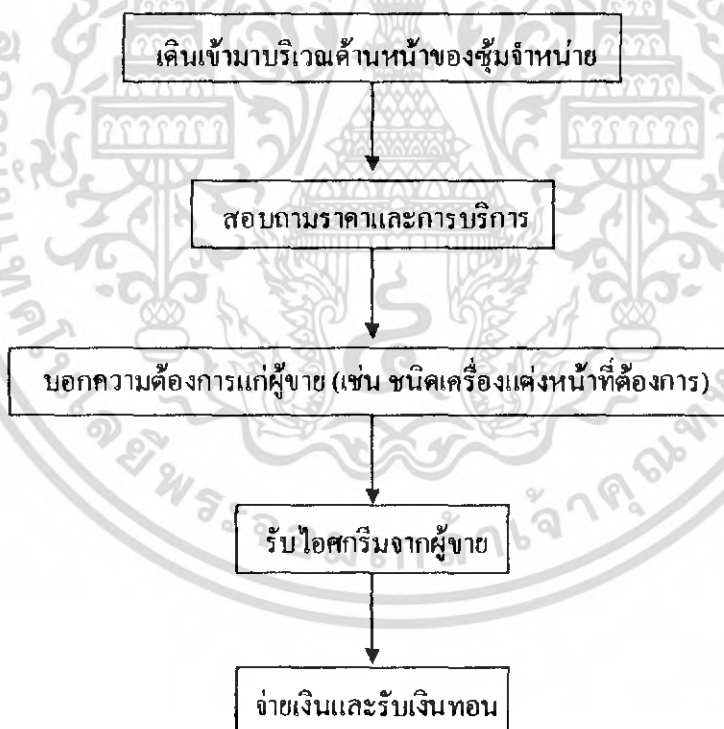 เดินเข้ามาบริเวณด้านหน้าของซุ้มจำหน่าย
สอบถามราคาและการบริการ
บอกความต้องการแก่ผู้ขาย (เช่น ชนิดเครื่องแต่งหน้าที่ต้องการ)
รับไอศกรีมจากผู้ขาย
จ่ายเงินและรับเงินทอน